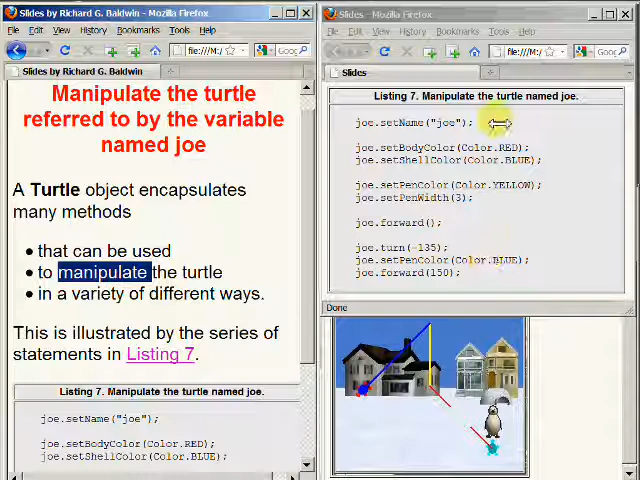 Slides by Richard G. Baldwin - Mozilla Firefox
File Edit View History Bookmarks Tools Help
file:///M:/ Goog
Slides by Richard G. Baldwin
Manipulate the turtle
referred to by the variable
named joe
A Turtle object encapsulates
many methods
• that can be used
• to manipulate the turtle
• in a variety of different ways.
This is illustrated by the series of
statements in Listing 7.
Listing 7. Manipulate the turtle named joe.
joe.setName("joe");
joe.setBodyColor(Color.RED);
joe.setShellColor(Color.BLUE);
Slides - Mozilla Firefox
File Edit View History Bookmarks Tools Help
file:/// Goog
Slides
Listing 7. Manipulate the turtle named joe.
joe.setName("joe");
joe.setBodyColor(Color.RED);
joe.setShellColor(Color.BLUE);
joe.setPenColor(Color.YELLOW);
joe.setPenWidth(3);
joe.forward();
joe.turn(-135);
joe.setPenColor(Color.BLUE);
joe.forward(150);
Done